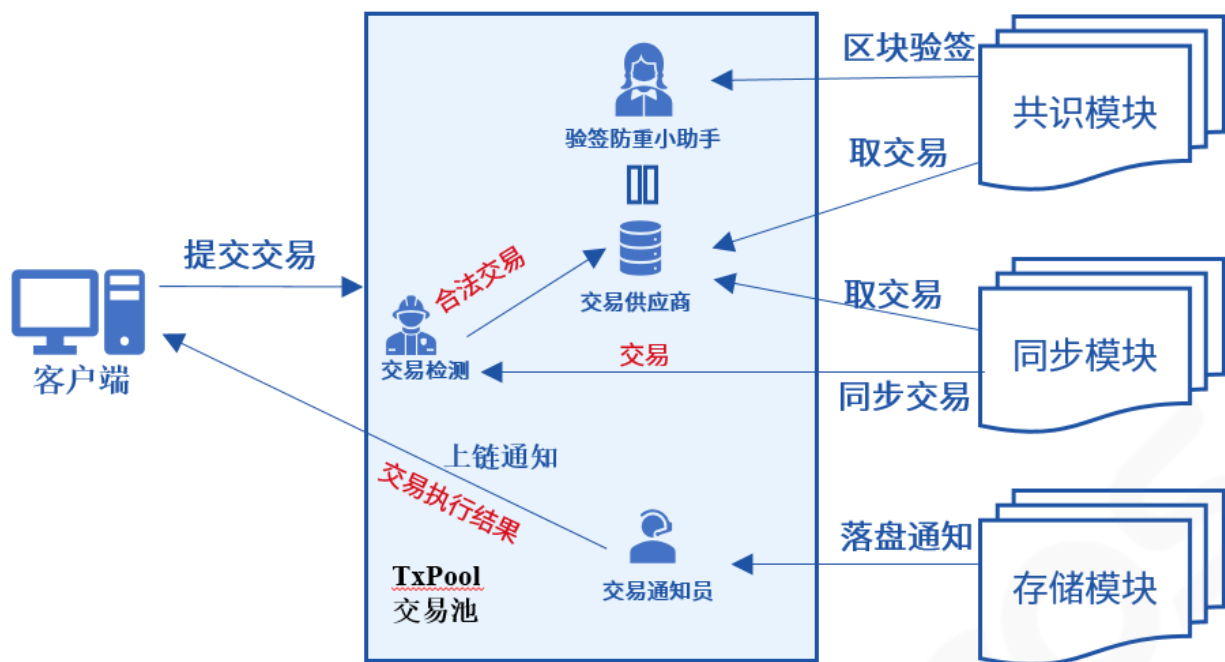 区块验签
共识模块
验签防重小助手
取交易
提交交易
合法交易
交易供应商
取交易
同步模块
客户端
交易检测
交易
同步交易
上链通知
交易执行结果
落盘通知
TxPool
交易池
交易通知员
存储模块